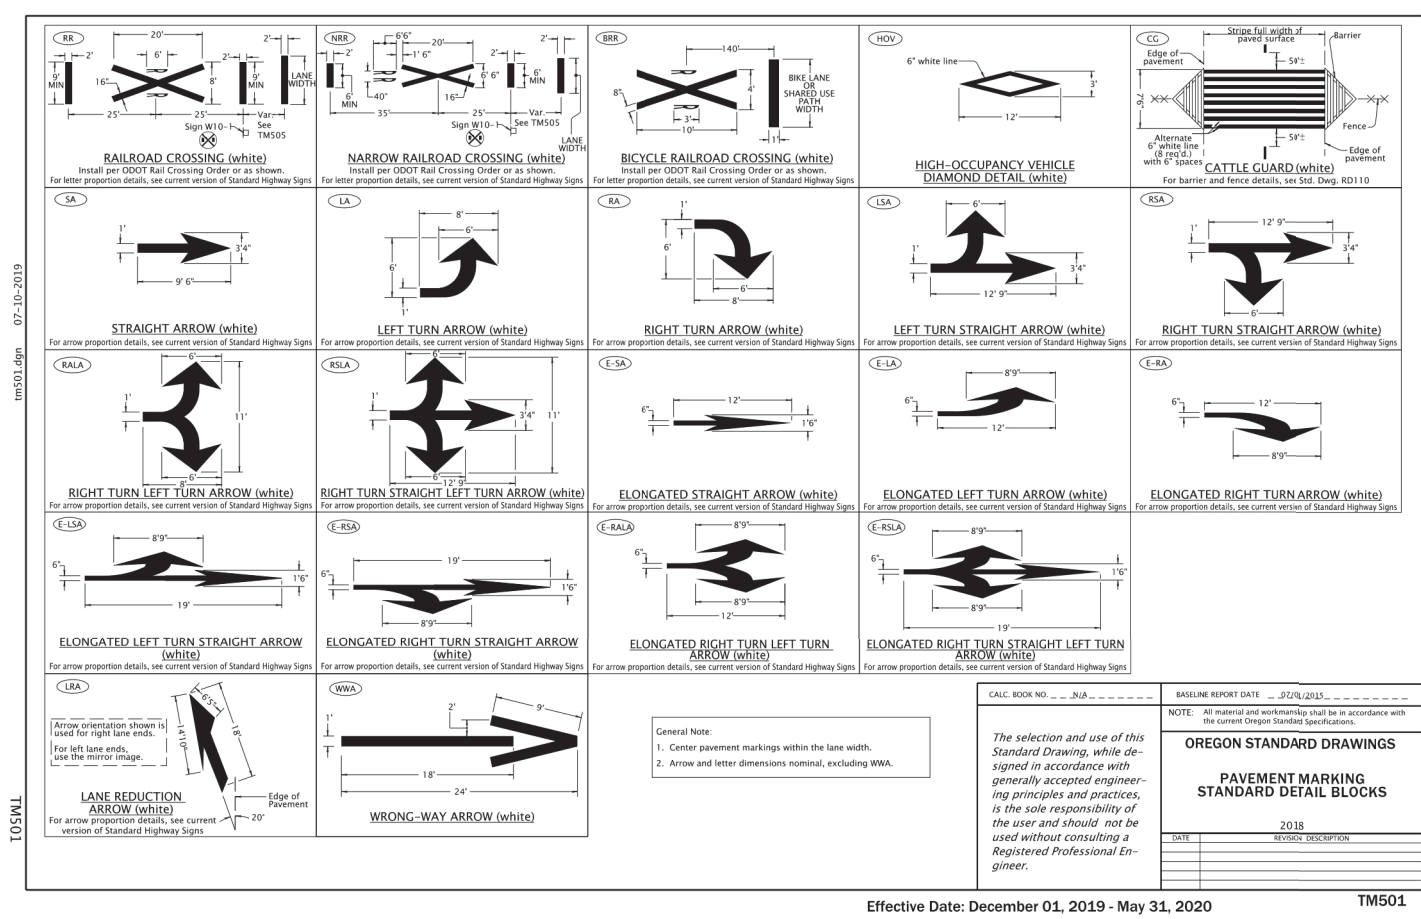 RR
20'
6'
2'
2'
2'
9'
MIN
16"
8'
9'
MIN
LANE
WIDTH
25'
25'
Var.
See
TM505
Sign W10-1
RAILROAD CROSSING (white)
Install per ODOT Rail Crossing Order or as shown.
For letter proportion details, see current version of Standard Highway Signs
NRR
6'6"
20'
2'
2'
1' 6"
2'
6' 6"
6'
MIN
6'
MIN
40"
16"
35'
25'
Var.
See TM505
Sign W10-1
LANE
WIDTH
NARROW RAILROAD CROSSING (white)
Install per ODOT Rail Crossing Order or as shown.
For letter proportion details, see current version of Standard Highway Signs
BRR
140'
8"
4'
BIKE LANE
OR
SHARED USE
PATH
WIDTH
3'
10'
1'
BICYCLE RAILROAD CROSSING (white)
Install per ODOT Rail Crossing Order or as shown.
For letter proportion details, see current version of Standard Highway Signs
HOV
6" white line
3'
12'
HIGH-OCCUPANCY VEHICLE
DIAMOND DETAIL (white)
CG
Stripe full width of
paved surface
Barrier
Edge of
pavement
50'±
7'6"
Fence
Alternate
6" white line
(8 req'd.)
with 6" spaces
50'±
Edge of
pavement
CATTLE GUARD (white)
For barrier and fence details, see Std. Dwg. RD110
SA
1'
3'4"
9' 6"
STRAIGHT ARROW (white)
For arrow proportion details, see current version of Standard Highway Signs
LA
8'
6'
6'
1'
LEFT TURN ARROW (white)
For arrow proportion details, see current version of Standard Highway Signs
RA
1'
6'
6'
8'
RIGHT TURN ARROW (white)
For arrow proportion details, see current version of Standard Highway Signs
LSA
6'
1'
3'4"
12' 9"
LEFT TURN STRAIGHT ARROW (white)
For arrow proportion details, see current version of Standard Highway Signs
RSA
12' 9"
1'
3'4"
6'
RIGHT TURN STRAIGHT ARROW (white)
For arrow proportion details, see current version of Standard Highway Signs
RALA
6'
1'
11'
6'
8'
RIGHT TURN LEFT TURN ARROW (white)
For arrow proportion details, see current version of Standard Highway Signs
RSLA
6'
1'
3'4"
11'
6'
12' 9"
RIGHT TURN STRAIGHT LEFT TURN ARROW (white)
For arrow proportion details, see current version of Standard Highway Signs
E-SA
12'
6"
1'6"
ELONGATED STRAIGHT ARROW (white)
For arrow proportion details, see current version of Standard Highway Signs
E-LA
8'9"
6"
12'
ELONGATED LEFT TURN ARROW (white)
For arrow proportion details, see current version of Standard Highway Signs
E-RA
6"
12'
8'9"
ELONGATED RIGHT TURN ARROW (white)
For arrow proportion details, see current version of Standard Highway Signs
E-LSA
8'9"
6"
1'6"
19'
ELONGATED LEFT TURN STRAIGHT ARROW
(white)
For arrow proportion details, see current version of Standard Highway Signs
E-RSA
19'
6"
1'6"
8'9"
ELONGATED RIGHT TURN STRAIGHT ARROW
(white)
For arrow proportion details, see current version of Standard Highway Signs
E-RALA
8'9"
6"
8'9"
12'
ELONGATED RIGHT TURN LEFT TURN
ARROW (white)
For arrow proportion details, see current version of Standard Highway Signs
E-RSLA
8'9"
6"
1'6"
8'9"
19'
ELONGATED RIGHT TURN STRAIGHT LEFT TURN
ARROW (white)
For arrow proportion details, see current version of Standard Highway Signs
LRA
6'5"
Arrow orientation shown is
used for right lane ends.
For left lane ends,
use the mirror image.
14'10"
18'
Edge of
Pavement
20°
LANE REDUCTION
ARROW (white)
For arrow proportion details, see current
version of Standard Highway Signs
WWA
2'
9'
1'
18'
24'
WRONG-WAY ARROW (white)
General Note:
1. Center pavement markings within the lane width.
2. Arrow and letter dimensions nominal, excluding WWA.
CALC. BOOK NO. N/A
BASELINE REPORT DATE 07/01/2015
NOTE: All material and workmanship shall be in accordance with
the current Oregon Standard Specifications.
The selection and use of this
Standard Drawing, while de-
signed in accordance with
generally accepted engineer-
ing principles and practices,
is the sole responsibility of
the user and should not be
used without consulting a
Registered Professional En-
gineer.
OREGON STANDARD DRAWINGS
PAVEMENT MARKING
STANDARD DETAIL BLOCKS
2018
DATE
REVISION DESCRIPTION
TM501
Effective Date: December 01, 2019 - May 31, 2020
tm501.dgn 07-10-2019
TM501